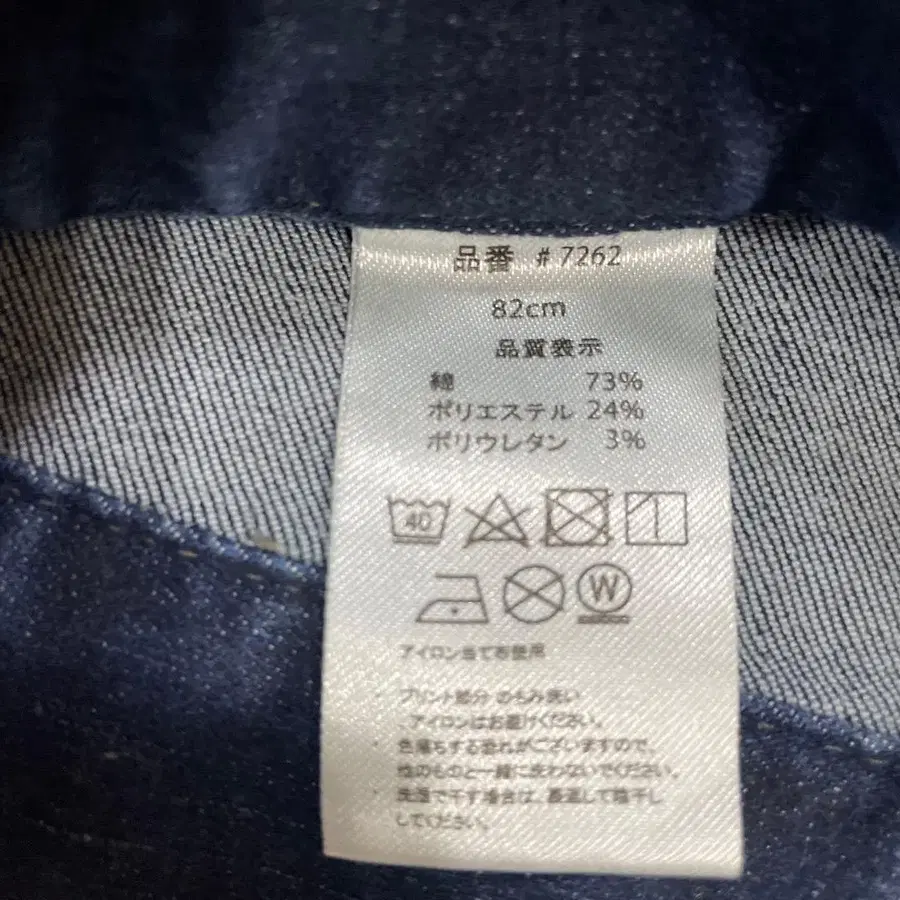 品番 #7262
82cm
品質表示
綿 73%
ポリエステル 24%
ポリウレタン 3%
40
W
アイロン当て布使用
・ プリント部分 のもみ洗い
、アイロンはお避けください。
・ 色落ちする恐れがございますので、
他のものと一緒に洗わないでください。
・ 洗濯で干す場合は、裏返して陰干し
してください。